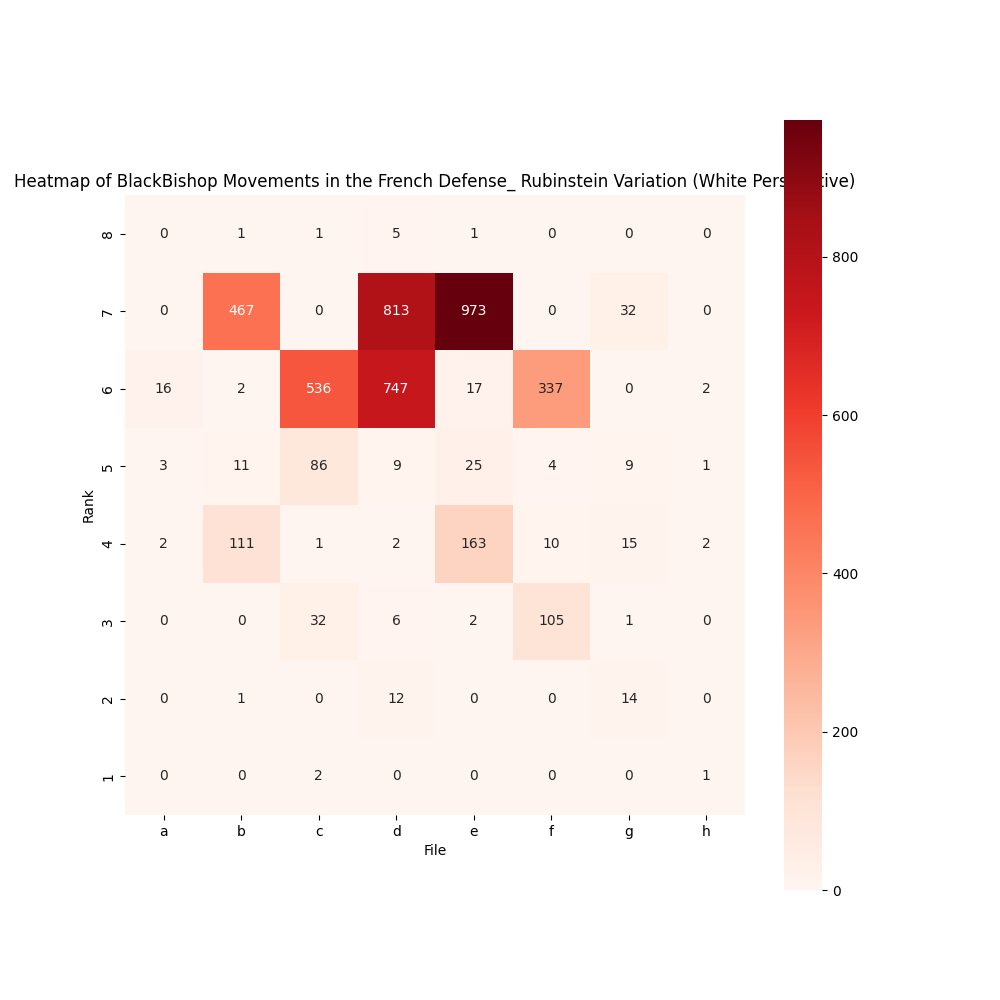 Heatmap of BlackBishop Movements in the French Defense_ Rubinstein Variation (White Perspective)
8 0 1 1 5 1 0 0 0
7 0 467 0 813 973 0 32 0
6 16 2 536 747 17 337 0 2
5 3 11 86 9 25 4 9 1
4 2 111 1 2 163 10 15 2
3 0 0 32 6 2 105 1 0
2 0 1 0 12 0 0 14 0
1 0 0 2 0 0 0 0 1
a b c d e f g h
File
Rank
800
600
400
200
0